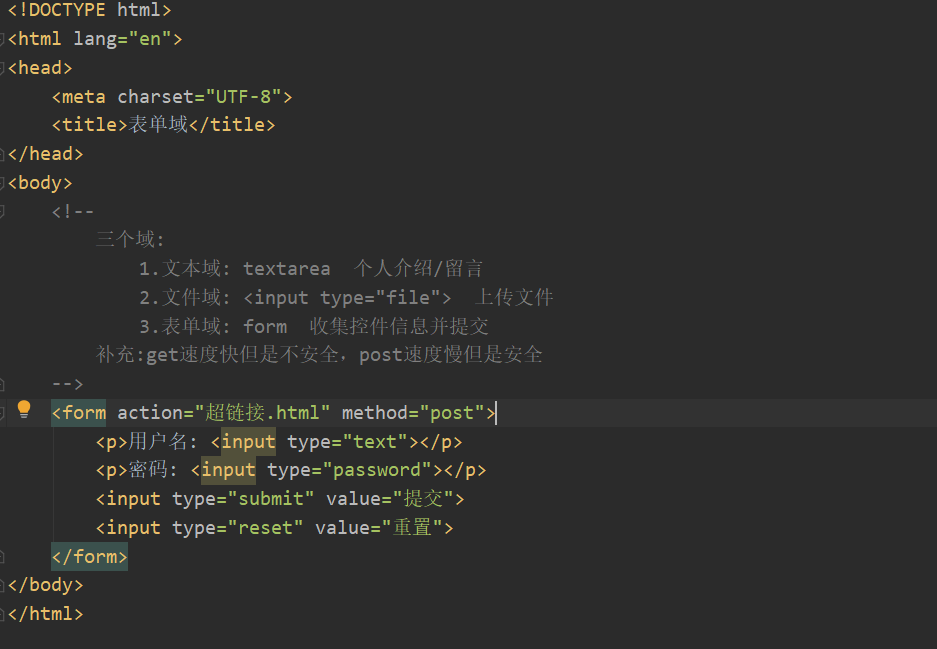 <!DOCTYPE html>
<html lang="en">
<head>
    <meta charset="UTF-8">
    <title>表单域</title>
</head>
<body>
    <!--
        三个域:
            1.文本域: textarea  个人介绍/留言
            2.文件域: <input type="file">  上传文件
            3.表单域: form  收集控件信息并提交
        补充:get速度快但是不安全，post速度慢但是安全
    -->
    <form action="超链接.html" method="post">
        <p>用户名: <input type="text"></p>
        <p>密码: <input type="password"></p>
        <input type="submit" value="提交">
        <input type="reset" value="重置">
    </form>
</body>
</html>